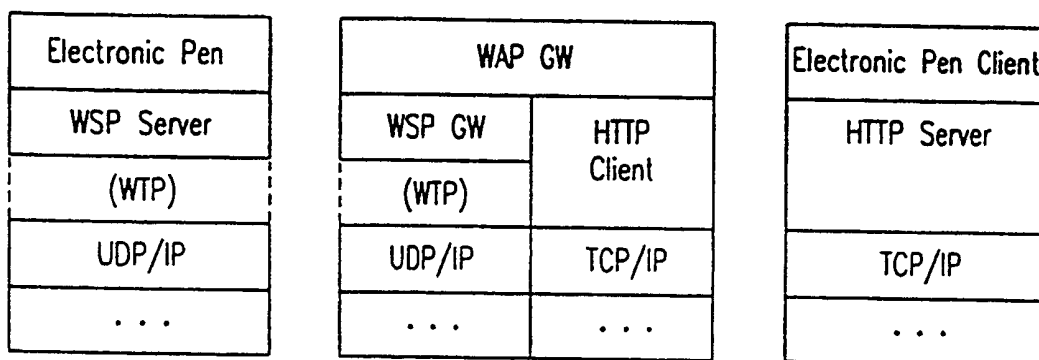 Electronic Pen
WSP Server
(WTP)
UDP/IP
. . .
WAP GW
WSP GW
(WTP)
UDP/IP
. . .
HTTP
Client
TCP/IP
. . .
Electronic Pen Client
HTTP Server
TCP/IP
. . .